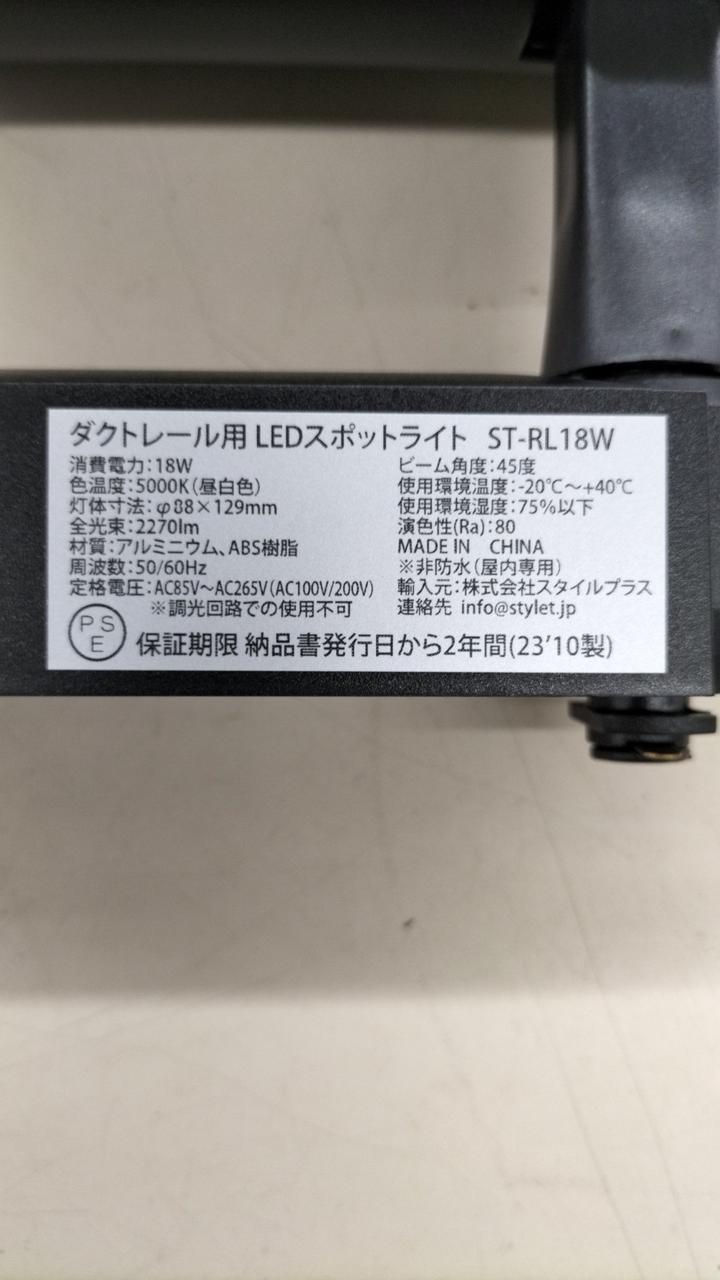 ダクトレール用 LEDスポットライト ST-RL18W
消費電力:18W
色温度:5000K(昼白色)
灯体寸法:φ88×129mm
全光束:2270lm
材質:アルミニウム、ABS樹脂
周波数:50/60Hz
定格電圧:AC85V～AC265V(AC100V/200V)
※調光回路での使用不可
ビーム角度:45度
使用環境温度:-20℃～+40℃
使用環境湿度:75%以下
演色性(Ra):80
MADE IN CHINA
※非防水(屋内専用)
輸入元:株式会社スタイルプラス
連絡先 info@stylet.jp
PS
E
保証期限 納品書発行日から2年間(23'10製)